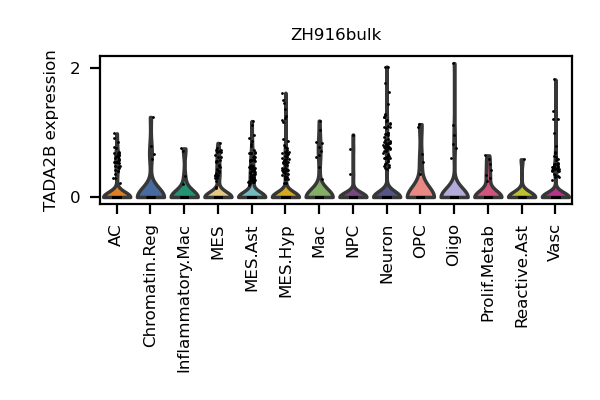 ZH916bulk
TADA2B expression
2
0
AC
Chromatin.Reg
Inflammatory.Mac
MES
MES.Ast
MES.Hyp
Mac
NPC
Neuron
OPC
Oligo
Prolif.Metab
Reactive.Ast
Vasc